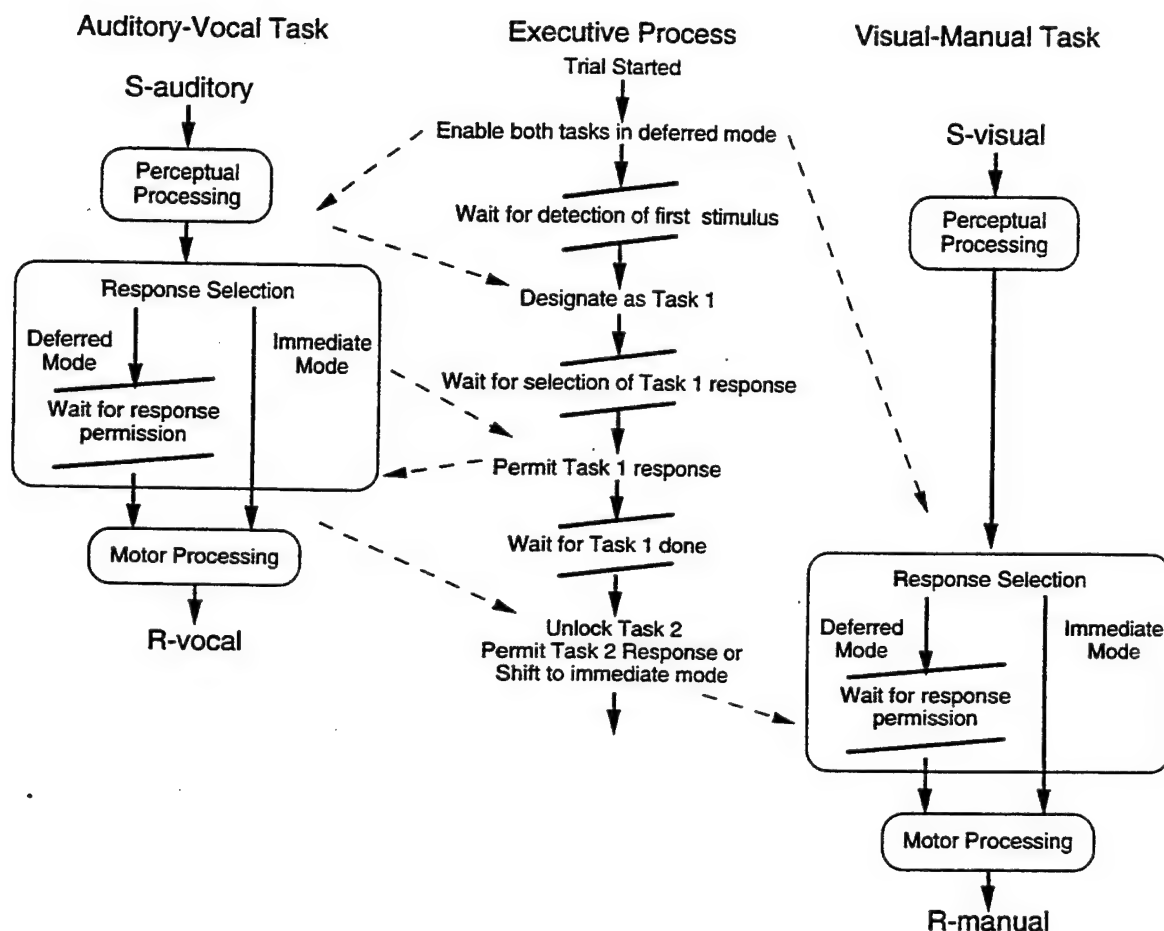 Auditory-Vocal Task
S-auditory
Perceptual
Processing
Response Selection
Deferred
Mode
Immediate
Mode
Wait for response
permission
Motor Processing
R-vocal
Executive Process
Trial Started
Enable both tasks in deferred mode
Wait for detection of first stimulus
Designate as Task 1
Wait for selection of Task 1 response
Permit Task 1 response
Wait for Task 1 done
Unlock Task 2
Permit Task 2 Response or
Shift to immediate mode
Visual-Manual Task
S-visual
Perceptual
Processing
Response Selection
Deferred
Mode
Immediate
Mode
Wait for response
permission
Motor Processing
R-manual